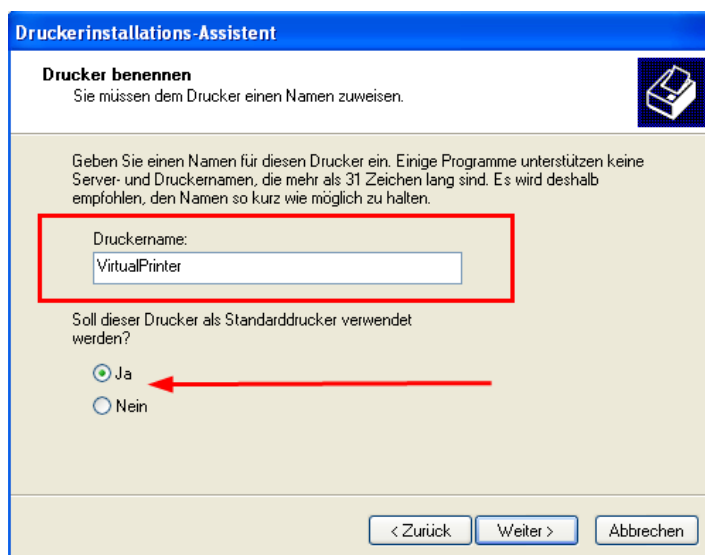 Druckerinstallations-Assistent
Drucker benennen
Sie müssen dem Drucker einen Namen zuweisen.
Geben Sie einen Namen für diesen Drucker ein. Einige Programme unterstützen keine
Server- und Druckernamen, die mehr als 31 Zeichen lang sind. Es wird deshalb
empfohlen, den Namen so kurz wie möglich zu halten.
Druckername:
VirtualPrinter
Soll dieser Drucker als Standarddrucker verwendet
werden?
Ja
Nein
< Zurück Weiter > Abbrechen